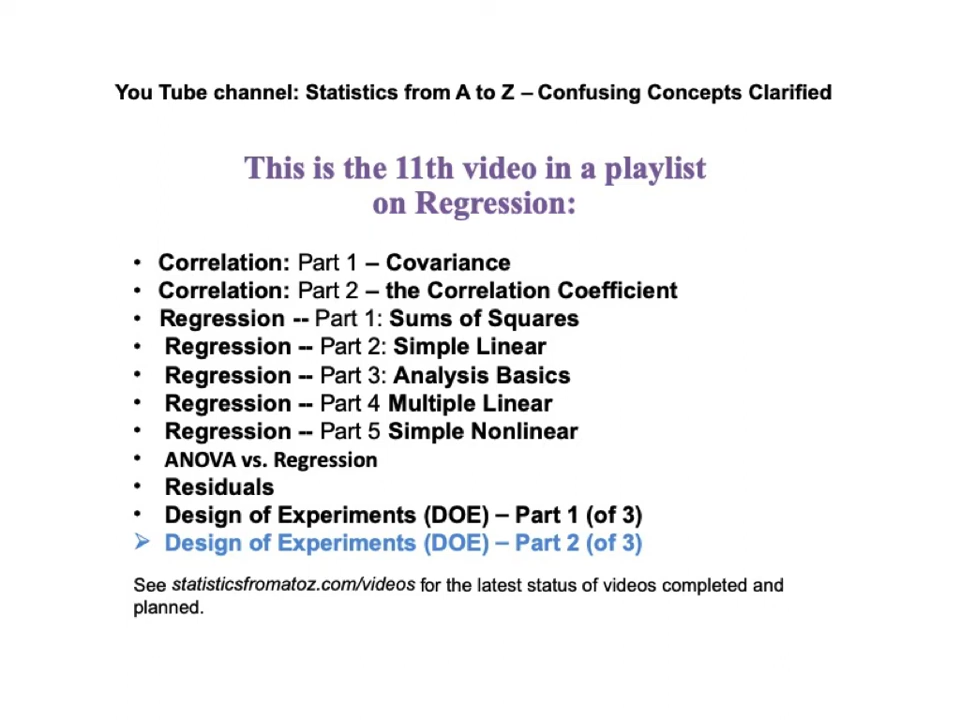 You Tube channel: Statistics from A to Z – Confusing Concepts Clarified
This is the 11th video in a playlist
on Regression:
• Correlation: Part 1 – Covariance
• Correlation: Part 2 – the Correlation Coefficient
• Regression -- Part 1: Sums of Squares
• Regression -- Part 2: Simple Linear
• Regression -- Part 3: Analysis Basics
• Regression -- Part 4 Multiple Linear
• Regression -- Part 5 Simple Nonlinear
• ANOVA vs. Regression
• Residuals
• Design of Experiments (DOE) – Part 1 (of 3)
➢ Design of Experiments (DOE) – Part 2 (of 3)
See statisticsfromatoz.com/videos for the latest status of videos completed and
planned.